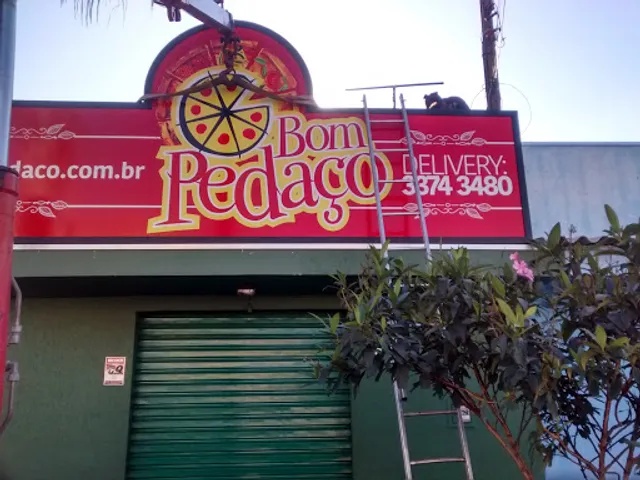 Bom
Pedaço
daco.com.br
DELIVERY:
3374 3480